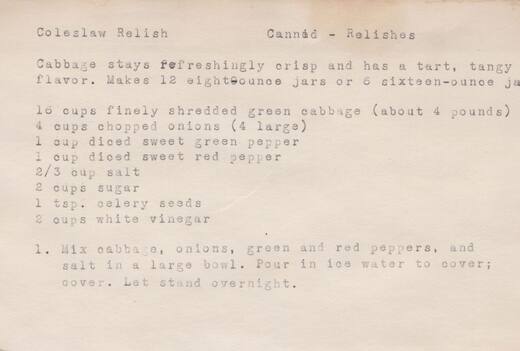 Coleslaw Relish Canned - Relishes
Cabbage stays refreshingly crisp and has a tart, tangy
flavor. Makes 12 eight-ounce jars or 6 sixteen-ounce ja
16 cups finely shredded green cabbage (about 4 pounds)
4 cups chopped onions (4 large)
1 cup diced sweet green pepper
1 cup diced sweet red pepper
2/3 cup salt
2 cups sugar
1 tsp. celery seeds
2 cups white vinegar
1. Mix cabbage, onions, green and red peppers, and
salt in a large bowl. Pour in ice water to cover;
cover. Let stand overnight.